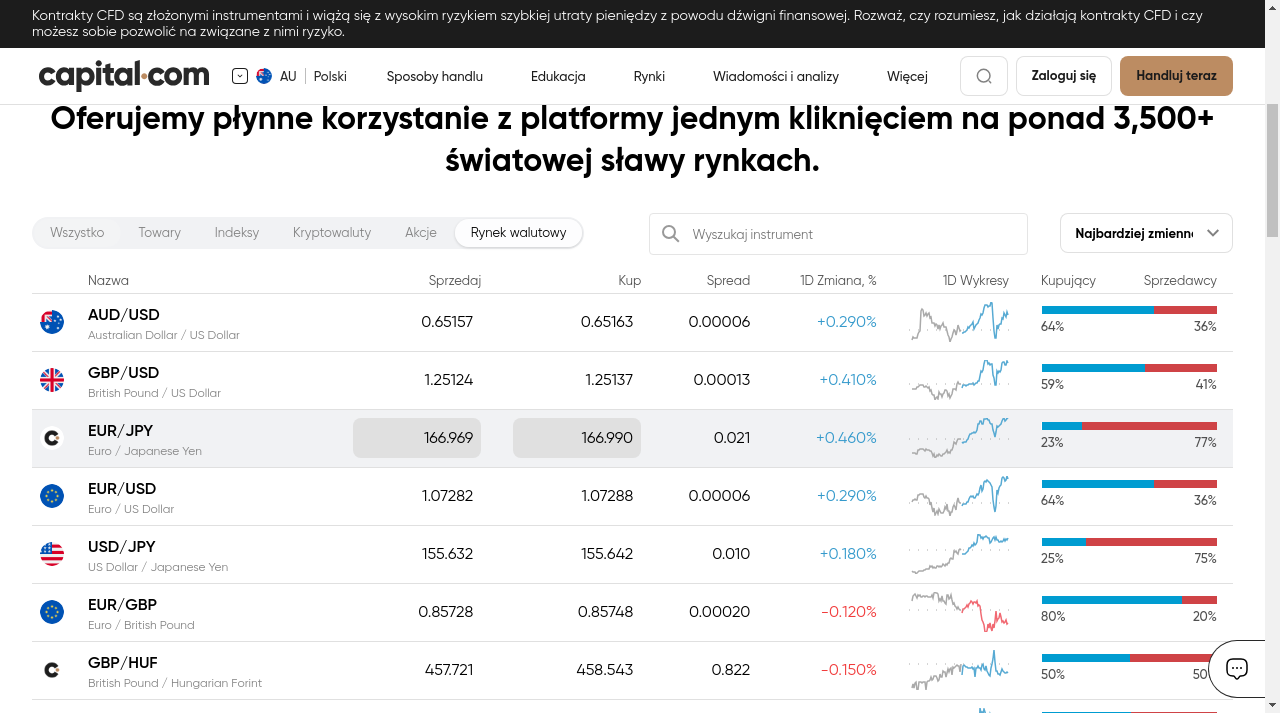 Kontrakty CFD są złożonymi instrumentami i wiążą się z wysokim ryzykiem szybkiej utraty pieniędzy z powodu dźwigni finansowej. Rozważ, czy rozumiesz, jak działają kontrakty CFD i czy
możesz sobie pozwolić na związane z nimi ryzyko.
capital.com AU Polski Sposoby handlu Edukacja Rynki Wiadomości i analizy Więcej Zaloguj się Handluj teraz
Oferujemy płynne korzystanie z platformy jednym kliknięciem na ponad 3,500+
światowej sławy rynkach.
Wszystko Towary Indeksy Kryptowaluty Akcje Rynek walutowy Wyszukaj instrument Najbardziej
Nazwa Sprzedaj Kup Spread 1D Zmiana, % 1D Wykresy Kupujący Sprzedawcy
AUD/USD 0.65157 0.65163 0.00006 +0.290% 64% 36%
Australian Dollar / US Dollar
GBP/USD 1.25124 1.25137 0.00013 +0.410% 59% 41%
British Pound / US Dollar
EUR/JPY 166.969 166.990 0.021 +0.460% 23% 77%
Euro / Japanese Yen
EUR/USD 1.07282 1.07288 0.00006 +0.290% 64% 36%
Euro / US Dollar
USD/JPY 155.632 155.642 0.010 +0.180% 25% 75%
US Dollar / Japanese Yen
EUR/GBP 0.85728 0.85748 0.00020 -0.120% 80% 20%
Euro / British Pound
GBP/HUF 457.721 458.543 0.822 -0.150% 50%
British Pound / Hungarian Forint